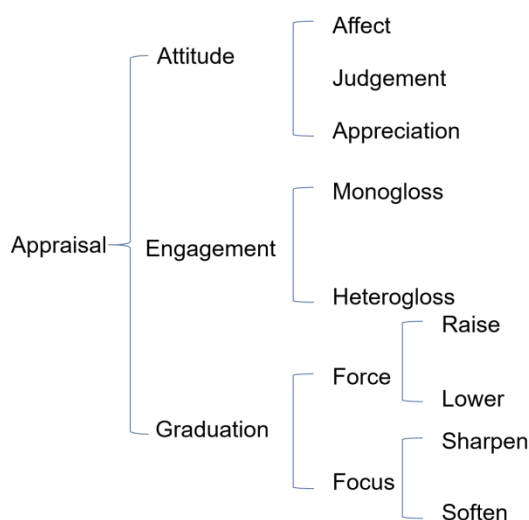 Affect
Attitude
Judgement
Appreciation
Monogloss
Appraisal
Engagement
Heterogloss
Raise
Force
Lower
Graduation
Sharpen
Focus
Soften